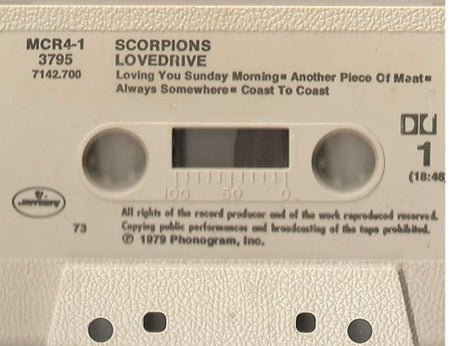 MCR4-1
3795
7142.700
SCORPIONS
LOVEDRIVE
Loving You Sunday Morning■ Another Piece Of Meat■
Always Somewhere■ Coast To Coast
1
(18:46
100 50 0
mercury
73
All rights of the record producer and of the work reproduced reserved.
Copying public performances and broadcasting of the tape prohibited.
℗ 1979 Phonogram, Inc.